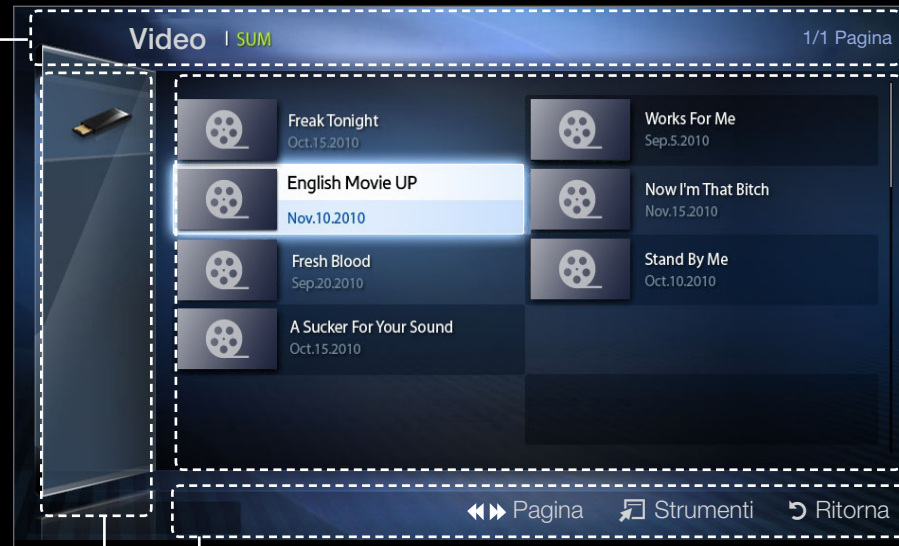 Video | SUM 1/1 Pagina
Freak Tonight
Oct.15.2010
English Movie UP
Nov.10.2010
Fresh Blood
Sep.20.2010
A Sucker For Your Sound
Oct.15.2010
Works For Me
Sep.5.2010
Now I'm That Bitch
Nov.15.2010
Stand By Me
Oct.10.2010
Pagina Strumenti Ritorna